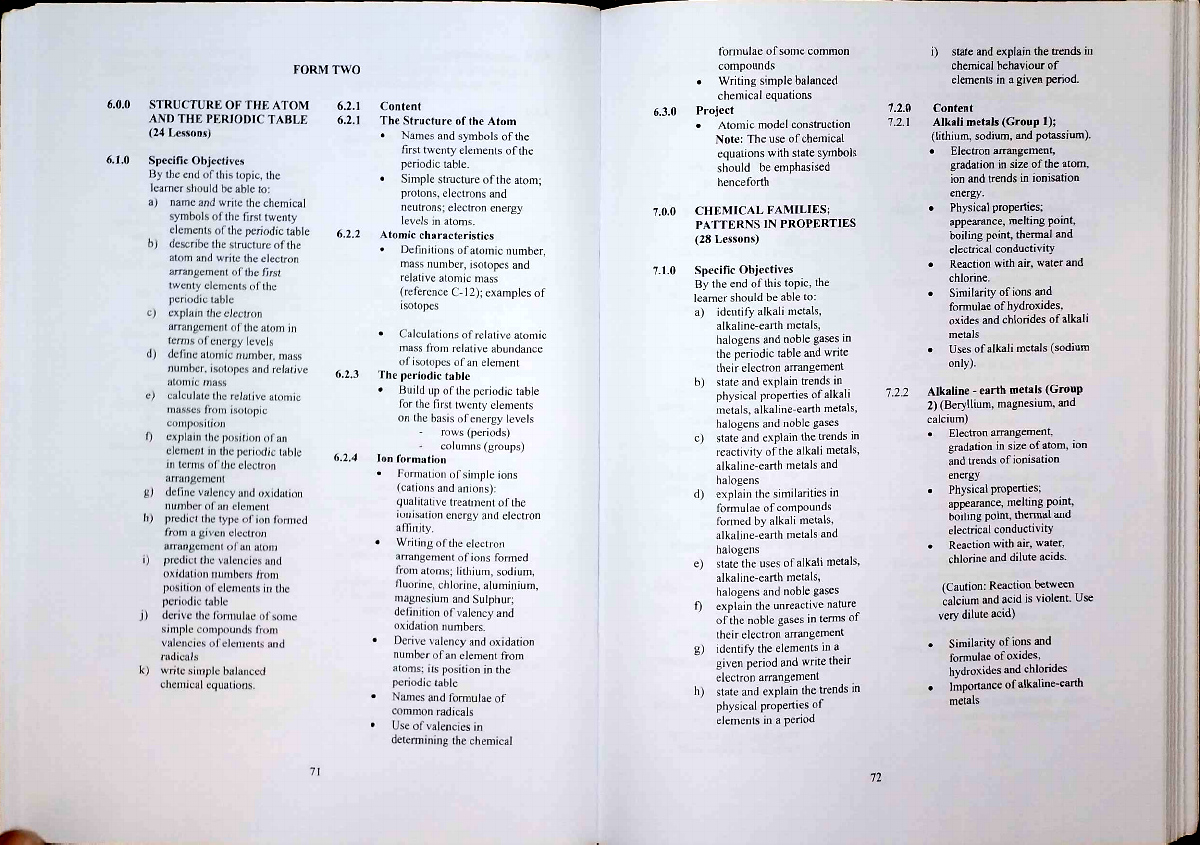 FORM TWO
6.0.0 STRUCTURE OF THE ATOM
AND THE PERIODIC TABLE
(24 Lessons)
6.1.0 Specific Objectives
By the end of this topic, the
learner should be able to:
a) name and write the chemical
symbols of the first twenty
elements of the periodic table
b) describe the structure of the
atom and write the electron
arrangement of the first
twenty elements of the
periodic table
c) explain the electron
arrangement of the atom in
terms of energy levels
d) define atomic number, mass
number, isotopes and relative
atomic mass
e) calculate the relative atomic
masses from isotopic
composition
f) explain the position of an
element in the periodic table
in terms of the electron
arrangement
g) define valency and oxidation
number of an element
h) predict the type of ion formed
from a given electron
arrangement of an atom
i) predict the valencies and
oxidation numbers from
position of elements in the
periodic table
j) derive the formulae of some
simple compounds from
valencies of elements and
radicals
k) write simple balanced
chemical equations.
6.2.1 Content
6.2.1 The Structure of the Atom
• Names and symbols of the
first twenty elements of the
periodic table.
• Simple structure of the atom;
protons, electrons and
neutrons; electron energy
levels in atoms.
6.2.2 Atomic characteristics
• Definitions of atomic number,
mass number, isotopes and
relative atomic mass
(reference C-12); examples of
isotopes
• Calculations of relative atomic
mass from relative abundance
of isotopes of an element
6.2.3 The periodic table
• Build up of the periodic table
for the first twenty elements
on the basis of energy levels
- rows (periods)
- columns (groups)
6.2.4 Ion formation
• Formation of simple ions
(cations and anions):
qualitative treatment of the
ionisation energy and electron
affinity.
• Writing of the electron
arrangement of ions formed
from atoms; lithium, sodium,
fluorine, chlorine, aluminium,
magnesium and Sulphur;
definition of valency and
oxidation numbers.
• Derive valency and oxidation
number of an element from
atoms; its position in the
periodic table
• Names and formulae of
common radicals
• Use of valencies in
determining the chemical
71
formulae of some common
compounds
• Writing simple balanced
chemical equations
6.3.0 Project
• Atomic model construction
Note: The use of chemical
equations with state symbols
should be emphasised
henceforth
7.0.0 CHEMICAL FAMILIES;
PATTERNS IN PROPERTIES
(28 Lessons)
7.1.0 Specific Objectives
By the end of this topic, the
learner should be able to:
a) identify alkali metals,
alkaline-earth metals,
halogens and noble gases in
the periodic table and write
their electron arrangement
b) state and explain trends in
physical properties of alkali
metals, alkaline-earth metals,
halogens and noble gases
c) state and explain the trends in
reactivity of the alkali metals,
alkaline-earth metals and
halogens
d) explain the similarities in
formulae of compounds
formed by alkali metals,
alkaline-earth metals and
halogens
e) state the uses of alkali metals,
alkaline-earth metals,
halogens and noble gases
f) explain the unreactive nature
of the noble gases in terms of
their electron arrangement
g) identify the elements in a
given period and write their
electron arrangement
h) state and explain the trends in
physical properties of
elements in a period
i) state and explain the trends in
chemical behaviour of
elements in a given period.
7.2.0 Content
7.2.1 Alkali metals (Group 1);
(lithium, sodium, and potassium).
• Electron arrangement,
gradation in size of the atom,
ion and trends in ionisation
energy.
• Physical properties;
appearance, melting point,
boiling point, thermal and
electrical conductivity
• Reaction with air, water and
chlorine.
• Similarity of ions and
formulae of hydroxides,
oxides and chlorides of alkali
metals
• Uses of alkali metals (sodium
only).
7.2.2 Alkaline - earth metals (Group
2) (Beryllium, magnesium, and
calcium)
• Electron arrangement,
gradation in size of atom, ion
and trends of ionisation
energy
• Physical properties;
appearance, melting point,
boiling point, thermal and
electrical conductivity
• Reaction with air, water,
chlorine and dilute acids.
(Caution: Reaction between
calcium and acid is violent. Use
very dilute acid)
• Similarity of ions and
formulae of oxides,
hydroxides and chlorides
• Importance of alkaline-earth
metals
72